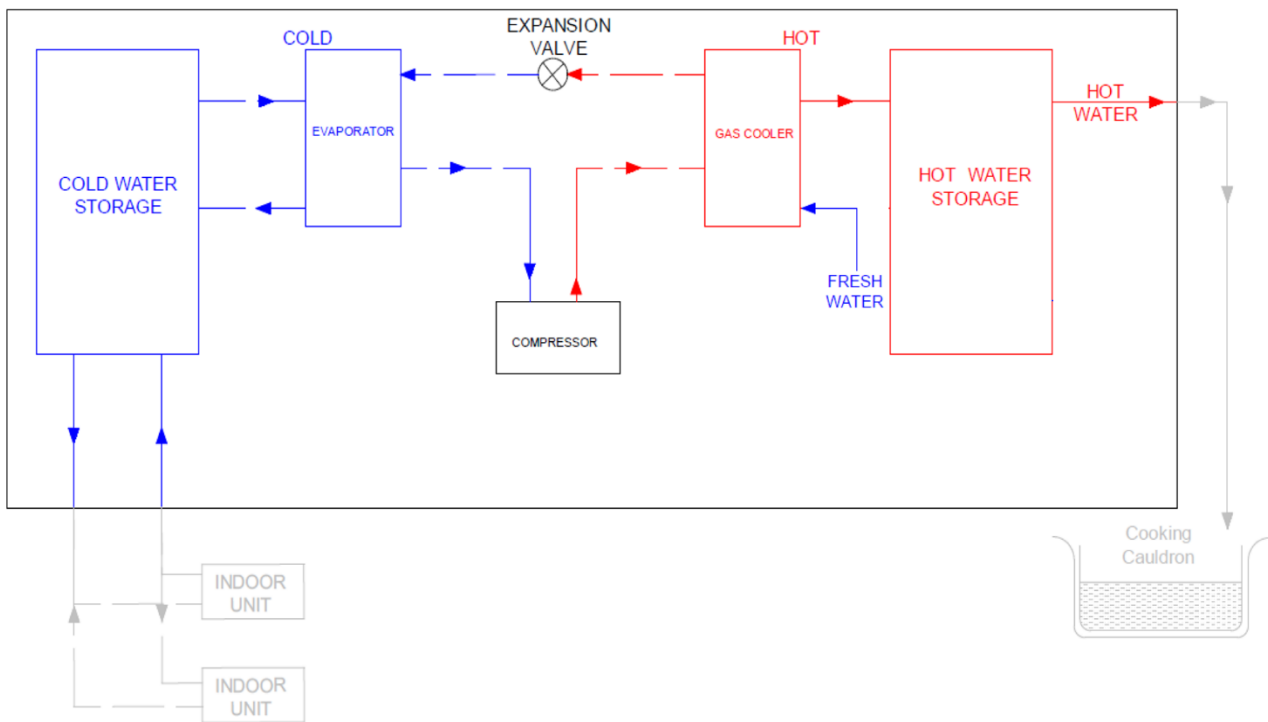 EXPANSION
VALVE
COLD
HOT
EVAPORATOR
GAS COOLER
HOT
WATER
COLD WATER
STORAGE
HOT WATER
STORAGE
FRESH
WATER
COMPRESSOR
Cooking
Cauldron
INDOOR
UNIT
INDOOR
UNIT